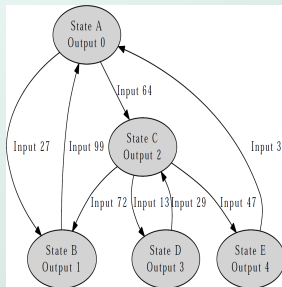 State A
Output 0
Input 64
Input 27
Input 99
Input 3
State C
Output 2
Input 72
Input 13
Input 29
Input 47
State B
Output 1
State D
Output 3
State E
Output 4